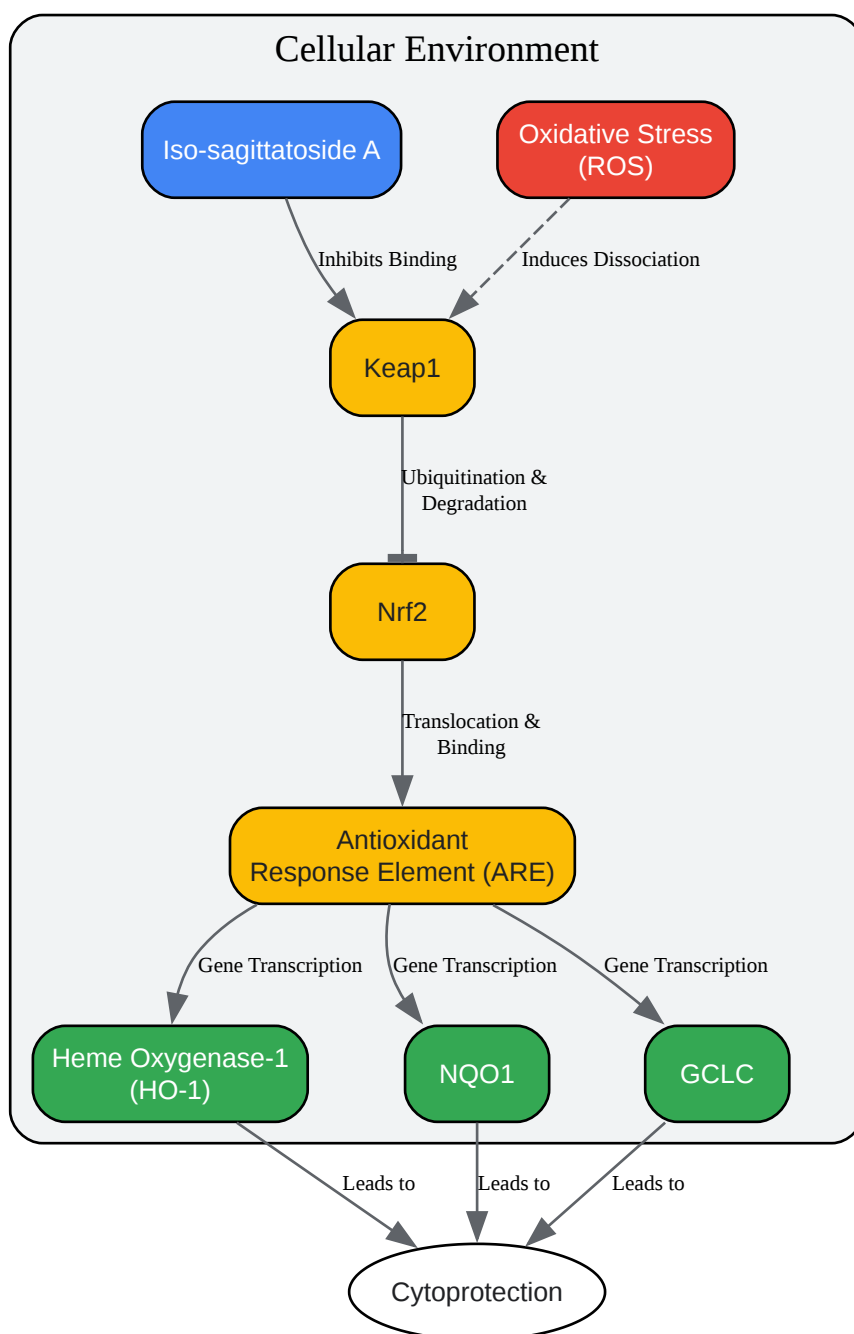 Cellular Environment
Iso-sagittatoside A
Oxidative Stress
(ROS)
Inhibits Binding
Induces Dissociation
Keap1
Ubiquitination &
Degradation
Nrf2
Translocation &
Binding
Antioxidant
Response Element (ARE)
Gene Transcription
Gene Transcription
Gene Transcription
Heme Oxygenase-1
(HO-1)
NQO1
GCLC
Leads to
Leads to
Leads to
Cytoprotection